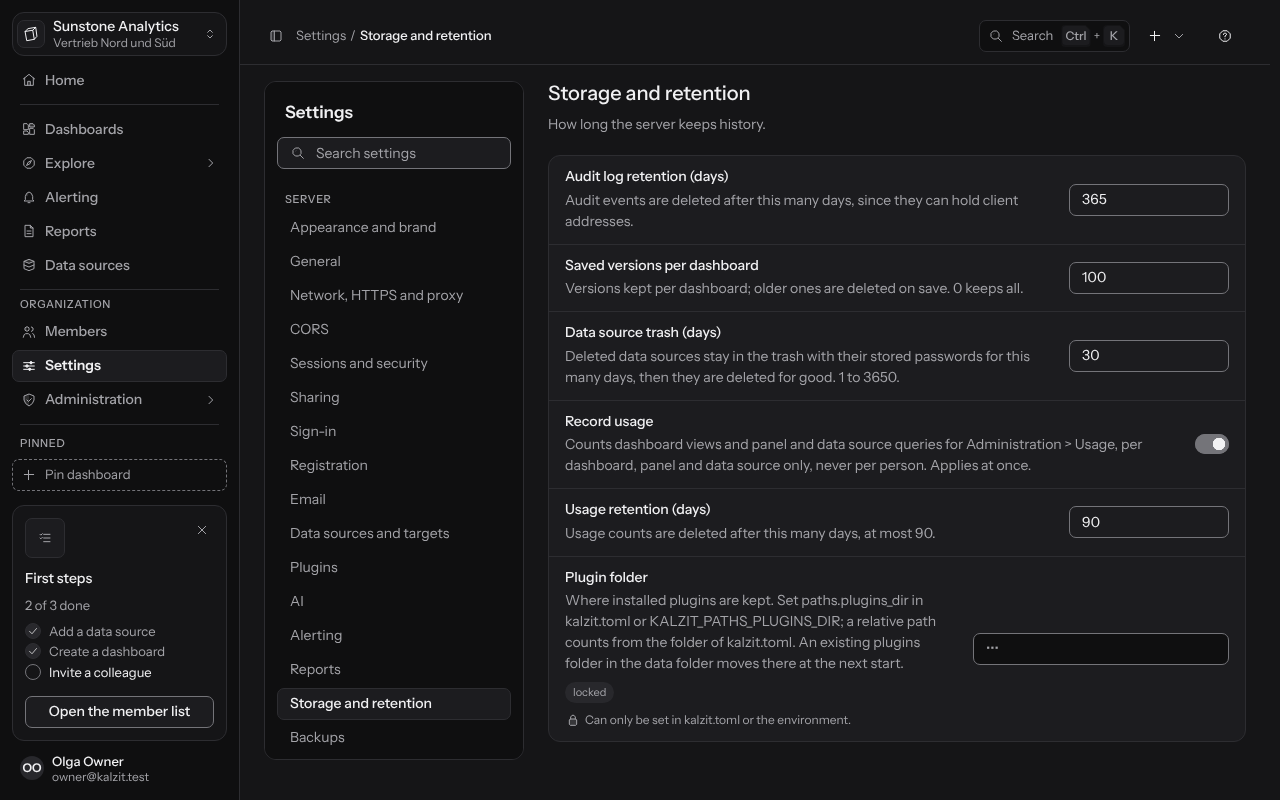 Sunstone Analytics
Vertrieb Nord und Süd
Home
Dashboards
Explore
Alerting
Reports
Data sources
ORGANIZATION
Members
Settings
Administration
PINNED
Pin dashboard
First steps
2 of 3 done
Add a data source
Create a dashboard
Invite a colleague
Open the member list
OO
Olga Owner
owner@kalzit.test
Settings / Storage and retention
Search Ctrl + K
Settings
Search settings
SERVER
Appearance and brand
General
Network, HTTPS and proxy
CORS
Sessions and security
Sharing
Sign-in
Registration
Email
Data sources and targets
Plugins
AI
Alerting
Reports
Storage and retention
Backups
Storage and retention
How long the server keeps history.
Audit log retention (days)
Audit events are deleted after this many days, since they can hold client
addresses.
365
Saved versions per dashboard
Versions kept per dashboard; older ones are deleted on save. 0 keeps all.
100
Data source trash (days)
Deleted data sources stay in the trash with their stored passwords for this
many days, then they are deleted for good. 1 to 3650.
30
Record usage
Counts dashboard views and panel and data source queries for Administration > Usage, per
dashboard, panel and data source only, never per person. Applies at once.
Usage retention (days)
Usage counts are deleted after this many days, at most 90.
90
Plugin folder
Where installed plugins are kept. Set paths.plugins_dir in
kalzit.toml or KALZIT_PATHS_PLUGINS_DIR; a relative path
counts from the folder of kalzit.toml. An existing plugins
folder in the data folder moves there at the next start.
•••
locked
Can only be set in kalzit.toml or the environment.